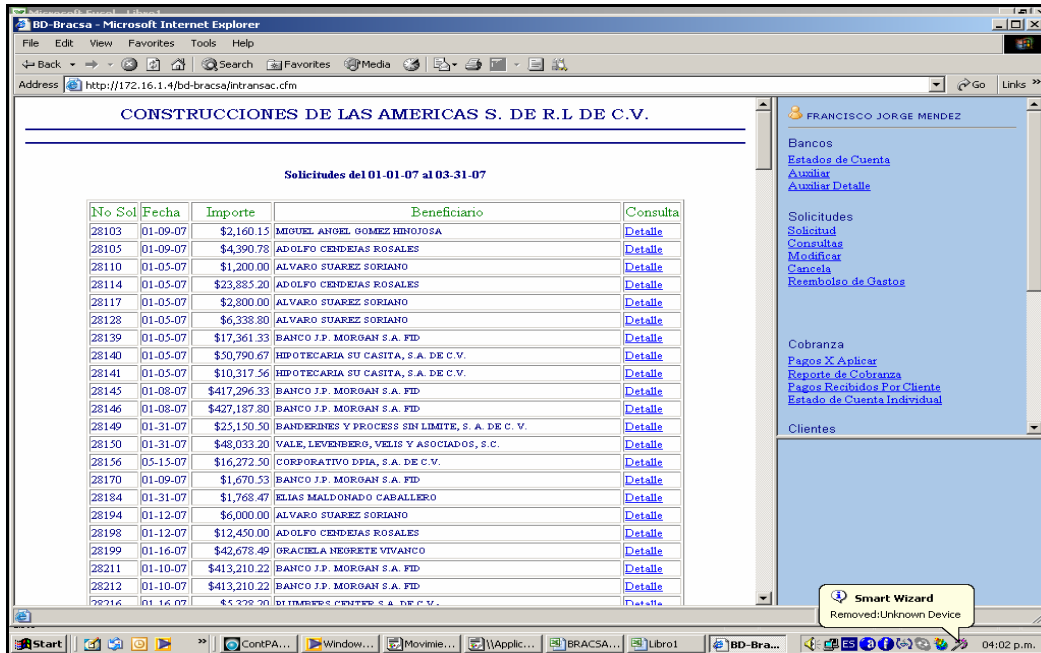 Microsoft Excel - Libro1
BD-Bracsa - Microsoft Internet Explorer
File Edit View Favorites Tools Help
Back Search Favorites Media
Address http://172.16.1.4/bd-bracsa/intransac.cfm Go Links »
CONSTRUCCIONES DE LAS AMERICAS S. DE R.L DE C.V.
Solicitudes del 01-01-07 al 03-31-07
No Sol Fecha Importe Beneficiario Consulta
28103 01-09-07 $2,160.15 MIGUEL ANGEL GOMEZ HINOJOSA Detalle
28105 01-09-07 $4,390.78 ADOLFO CENDEJAS ROSALES Detalle
28110 01-05-07 $1,200.00 ALVARO SUAREZ SORIANO Detalle
28114 01-05-07 $23,885.20 ADOLFO CENDEJAS ROSALES Detalle
28117 01-05-07 $2,800.00 ALVARO SUAREZ SORIANO Detalle
28128 01-05-07 $6,338.80 ALVARO SUAREZ SORIANO Detalle
28139 01-05-07 $17,361.33 BANCO J.P. MORGAN S.A. FID Detalle
28140 01-05-07 $50,790.67 HIPOTECARIA SU CASITA, S.A. DE C.V. Detalle
28141 01-05-07 $10,317.56 HIPOTECARIA SU CASITA, S.A. DE C.V. Detalle
28145 01-08-07 $417,296.33 BANCO J.P. MORGAN S.A. FID Detalle
28146 01-08-07 $427,187.80 BANCO J.P. MORGAN S.A. FID Detalle
28149 01-31-07 $25,150.50 BANDERINES Y PROCESS SIN LIMITE, S. A. DE C. V. Detalle
28150 01-31-07 $48,033.20 VALE, LEVENBERG, VELIS Y ASOCIADOS, S.C. Detalle
28156 05-15-07 $16,272.50 CORPORATIVO DPIA, S.A. DE C.V. Detalle
28170 01-09-07 $1,670.53 BANCO J.P. MORGAN S.A. FID Detalle
28184 01-31-07 $1,768.47 ELIAS MALDONADO CABALLERO Detalle
28194 01-12-07 $6,000.00 ALVARO SUAREZ SORIANO Detalle
28198 01-12-07 $12,450.00 ADOLFO CENDEJAS ROSALES Detalle
28199 01-16-07 $42,678.49 GRACIELA NEGRETE VIVANCO Detalle
28211 01-10-07 $413,210.22 BANCO J.P. MORGAN S.A. FID Detalle
28212 01-10-07 $413,210.22 BANCO J.P. MORGAN S.A. FID Detalle
28216 01-16-07 $5,328.20 PLUMBERS CENTER S.A. DE C.V. Detalle
FRANCISCO JORGE MENDEZ
Bancos
Estados de Cuenta
Auxiliar
Auxiliar Detalle
Solicitudes
Solicitud
Consultas
Modificar
Cancela
Reembolso de Gastos
Cobranza
Pagos X Aplicar
Reporte de Cobranza
Pagos Recibidos Por Cliente
Estado de Cuenta Individual
Clientes
Smart Wizard
Removed:Unknown Device
Start » ContPA... Window... Movimie... \\Applic... BRACSA... Libro1 BD-Bra... ES 04:02 p.m.